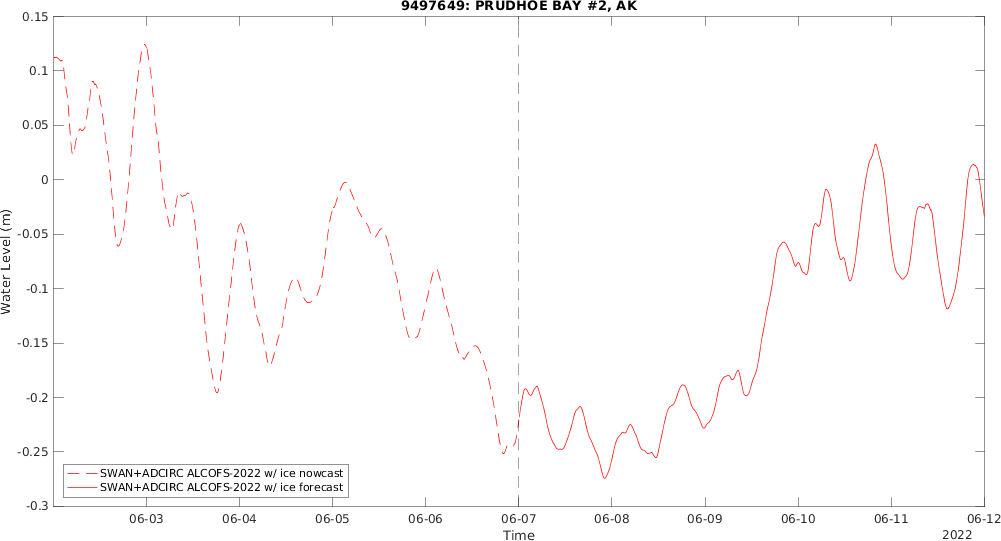 9497649: PRUDHOE BAY #2, AK
0.15
0.1
0.05
0
-0.05
-0.1
-0.15
-0.2
-0.25
-0.3
Water Level (m)
SWAN+ADCIRC ALCOFS-2022 w/ ice nowcast
SWAN+ADCIRC ALCOFS-2022 w/ ice forecast
06-03 06-04 06-05 06-06 06-07 06-08 06-09 06-10 06-11 06-12
Time
2022